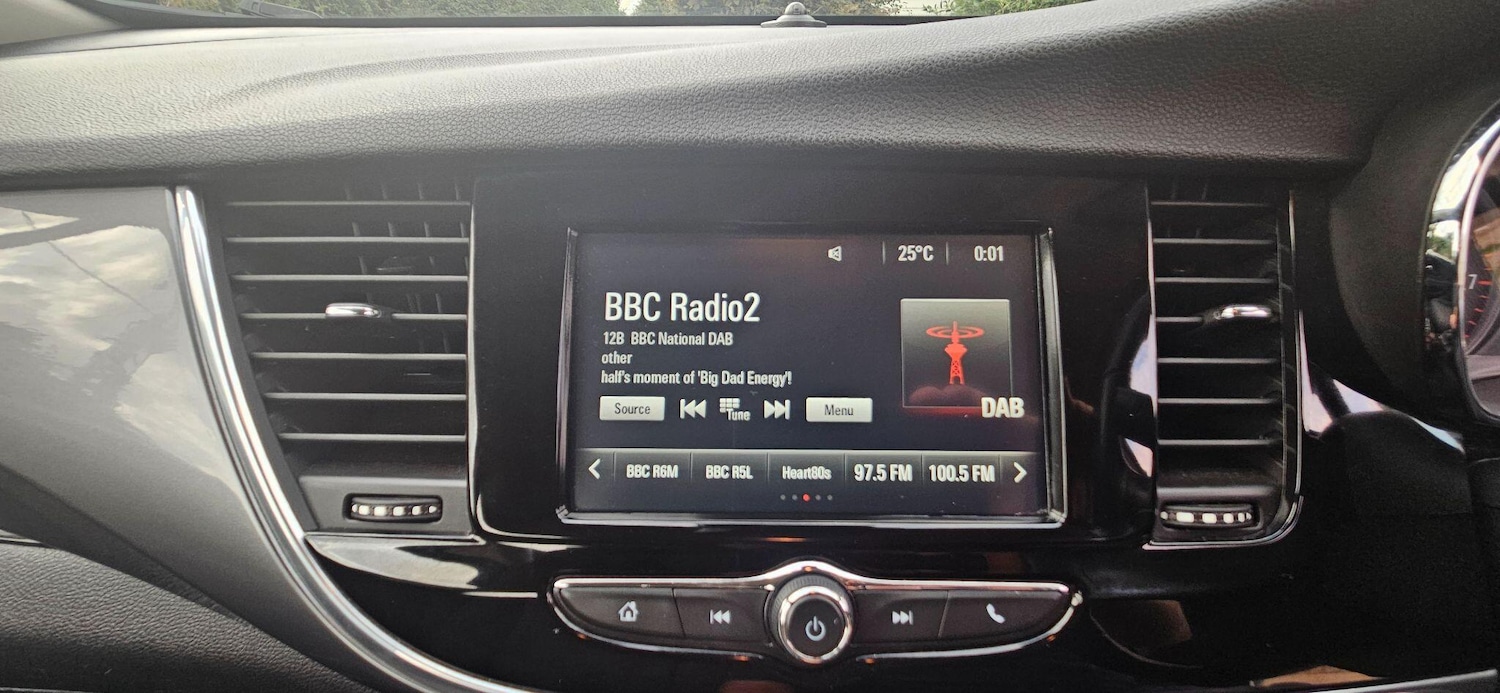 25°C 0:01
BBC Radio2
12B BBC National DAB
other
half's moment of 'Big Dad Energy'!
Source Tune Menu
DAB
BBC R6M BBC R5L Heart80s 97.5 FM 100.5 FM
7